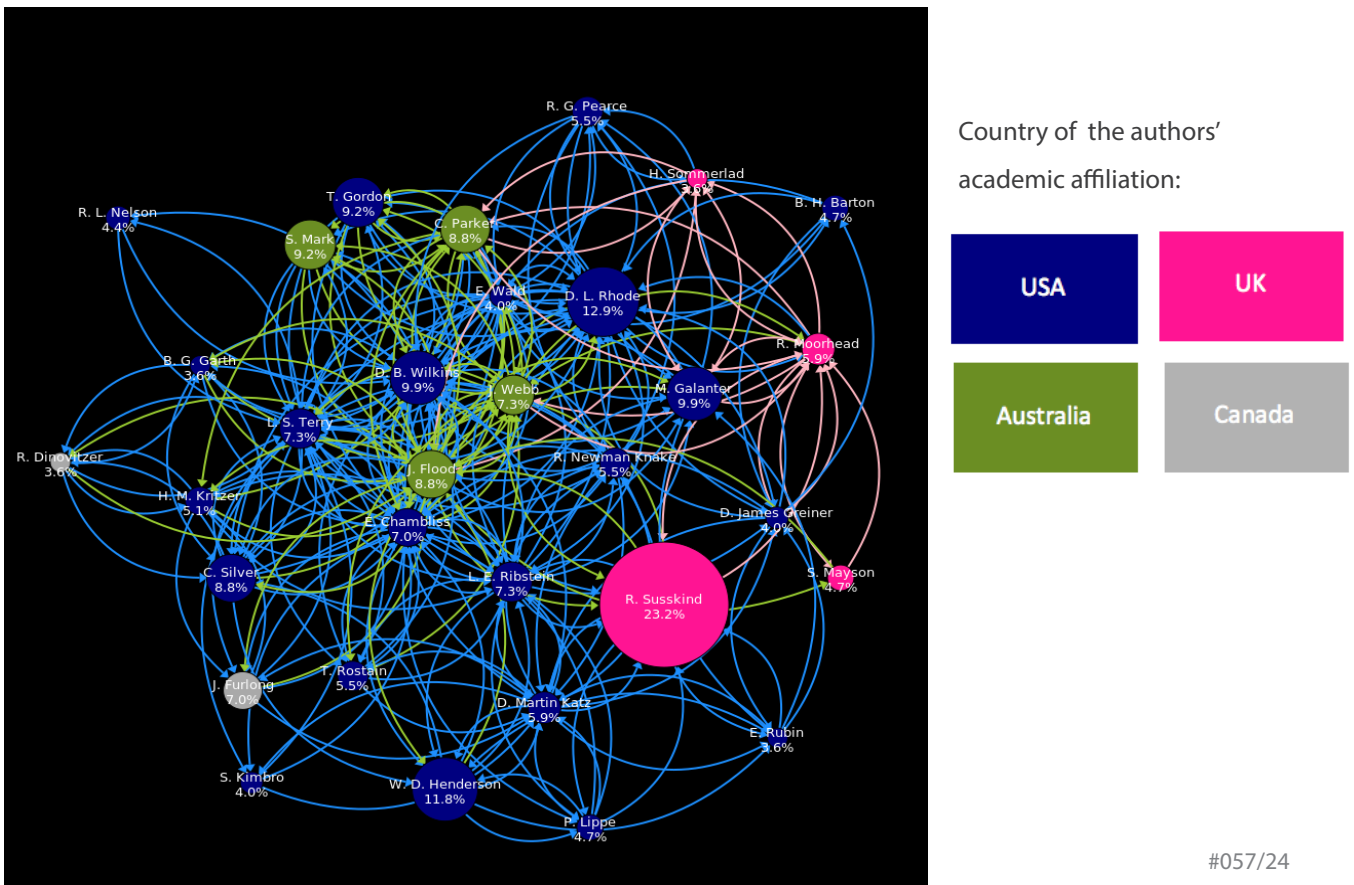 R. G. Pearce
5.5%
H. Sommerlad
3.6%
B. H. Barton
4.7%
T. Gordon
9.2%
R. L. Nelson
4.4%
C. Parker
8.8%
S. Mark
9.2%
E. Wald
4.0%
D. L. Rhode
12.9%
R. Moorhead
5.9%
B. G. Garth
3.6%
D. B. Wilkins
9.9%
J. Webb
7.3%
M. Galanter
9.9%
L. S. Terry
7.3%
R. Dinovitzer
3.6%
J. Flood
8.8%
R. Newman Knake
5.5%
H. M. Kritzer
5.1%
E. Chambliss
7.0%
D. James Greiner
4.0%
C. Silver
8.8%
L. E. Ribstein
7.3%
S. Mayson
4.7%
R. Susskind
23.2%
J. Furlong
7.0%
T. Rostain
5.5%
D. Martin Katz
5.9%
E. Rubin
3.6%
S. Kimbro
4.0%
W. D. Henderson
11.8%
P. Lippe
4.7%
Country of the authors’
academic affiliation:
USA
UK
Australia
Canada
#057/24